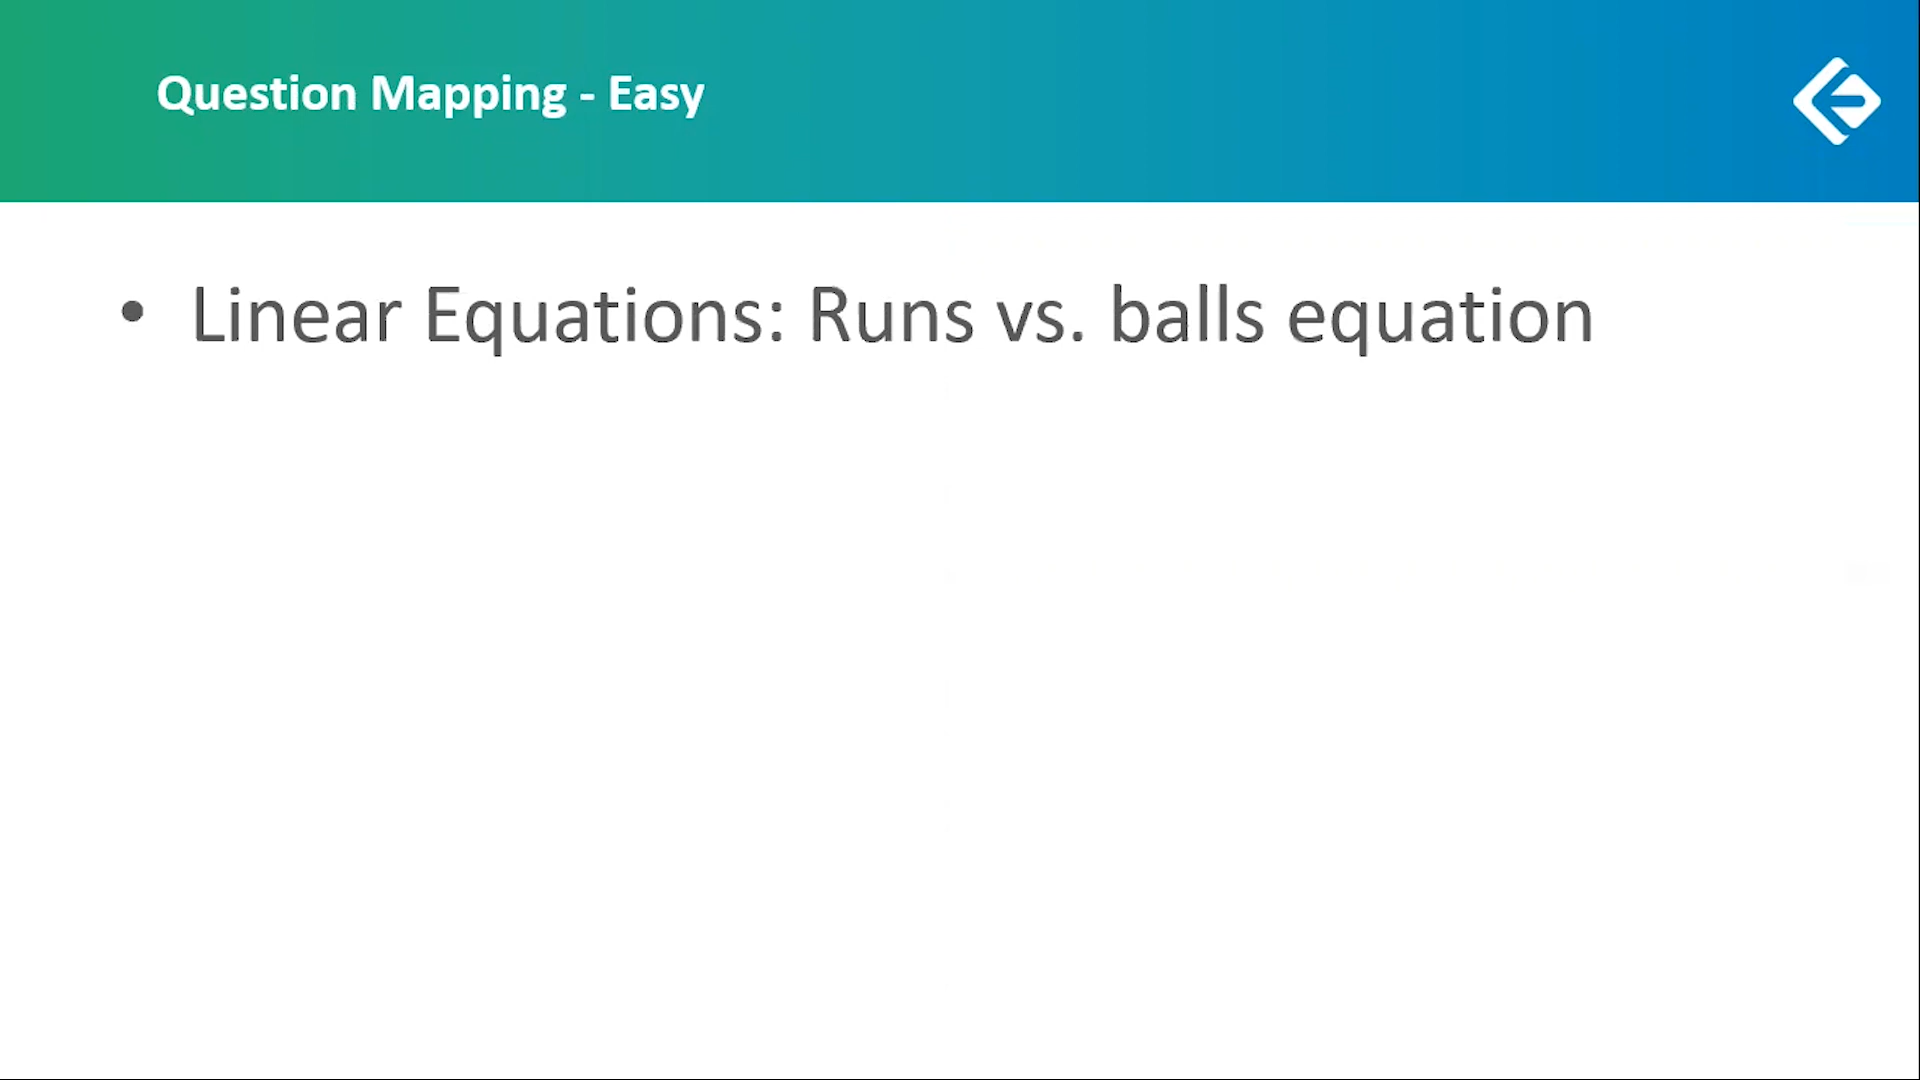 Question Mapping - Easy
• Linear Equations: Runs vs. balls equation